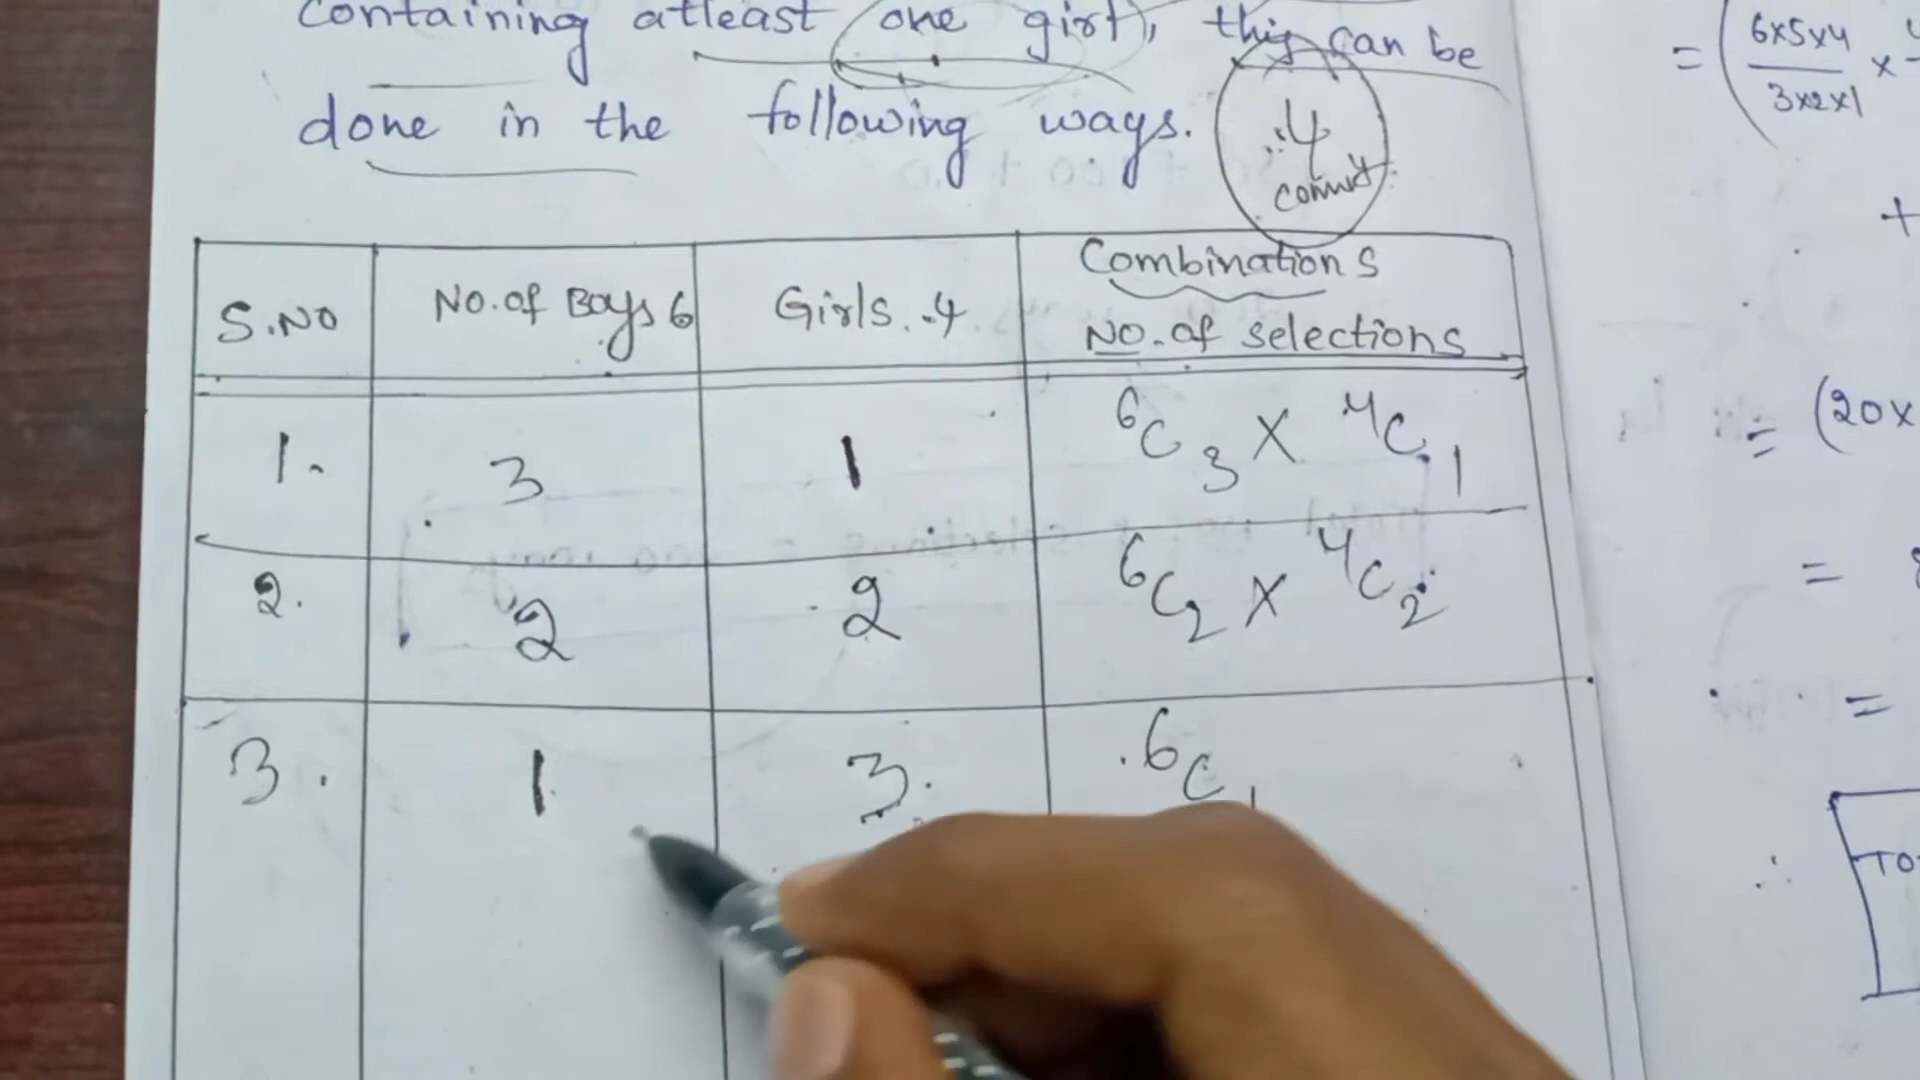 containing atleast one girl, this can be
done in the following ways.
4
S.NO No. of Boys 6 Girls. 4 Combinations
No. of selections
1. 3 1 6C3 X 4C1
2. 2 2 6C2 X 4C2
3. 1 3. 6C1
= (6x5x4 / 3x2x1 x
+
= (20x
=
=
∴ To